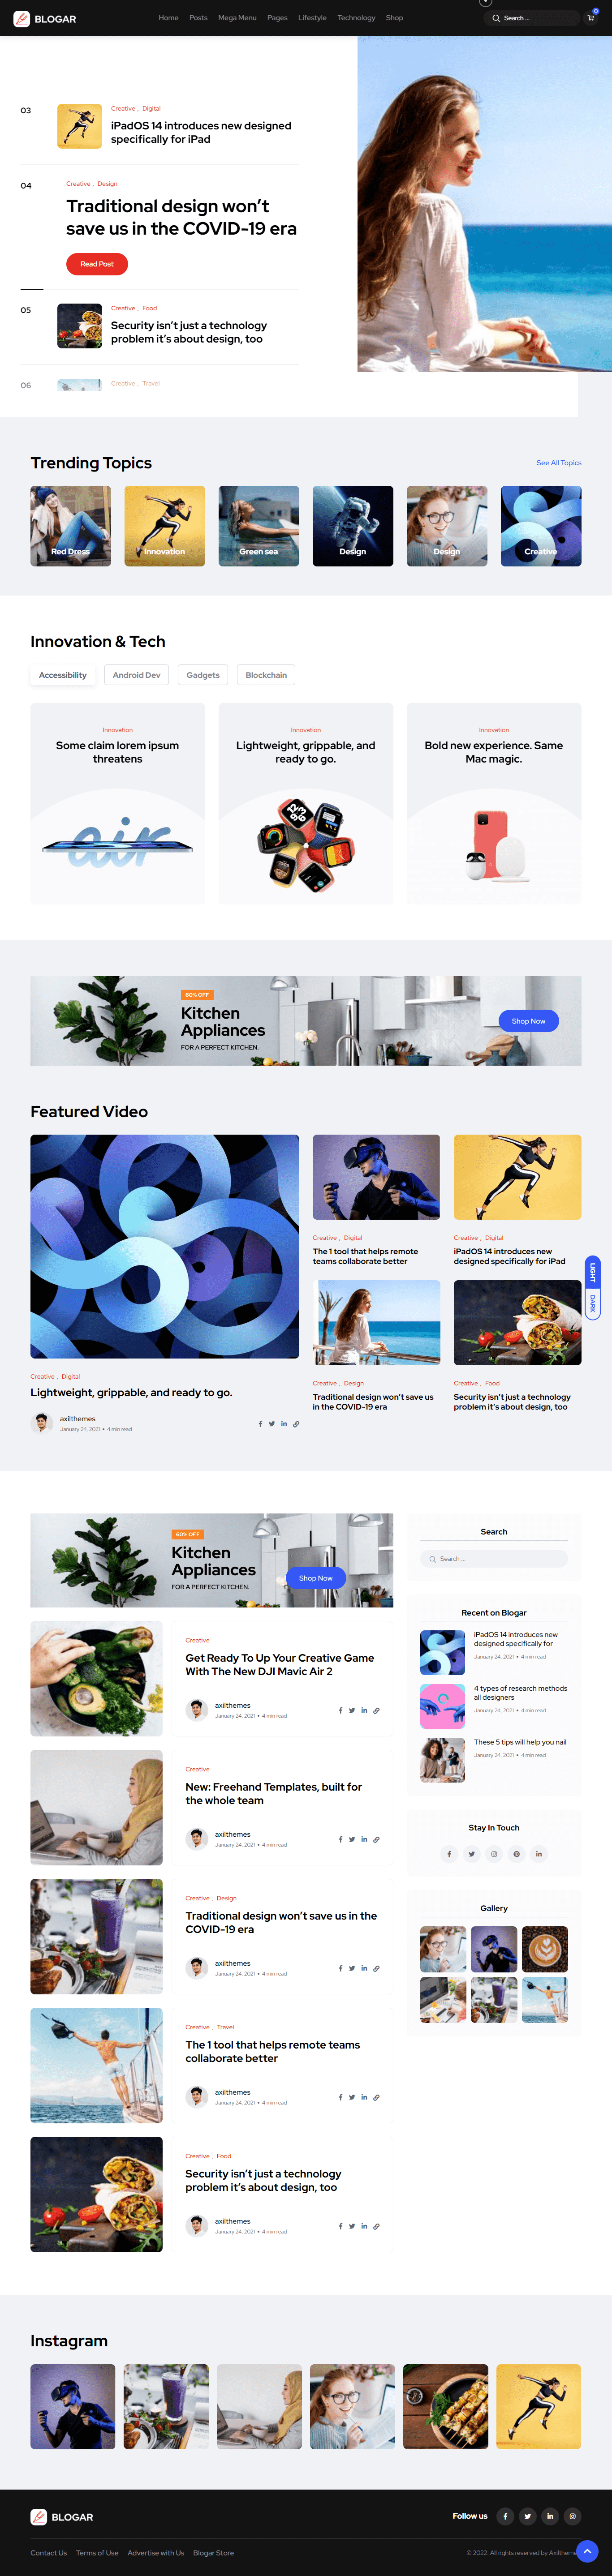 BLOGAR
Home Posts Mega Menu Pages Lifestyle Technology Shop
Search ...
0
03
Creative , Digital
iPadOS 14 introduces new designed
specifically for iPad
04
Creative , Design
Traditional design won't
save us in the COVID-19 era
Read Post
05
Creative , Food
Security isn't just a technology
problem it's about design, too
06
Creative , Travel
Trending Topics
See All Topics
Red Dress
Innovation
Green sea
Design
Design
Creative
Innovation & Tech
Accessibility
Android Dev
Gadgets
Blockchain
Innovation
Some claim lorem ipsum
threatens
air
Innovation
Lightweight, grippable, and
ready to go.
Innovation
Bold new experience. Same
Mac magic.
60% OFF
Kitchen
Appliances
FOR A PERFECT KITCHEN.
Shop Now
Featured Video
Creative , Digital
Lightweight, grippable, and ready to go.
axilthemes
January 24, 2021 • 4 min read
Creative , Digital
The 1 tool that helps remote
teams collaborate better
Creative , Digital
iPadOS 14 introduces new
designed specifically for iPad
Creative , Design
Traditional design won't save us
in the COVID-19 era
Creative , Food
Security isn't just a technology
problem it's about design, too
LIGHT
DARK
60% OFF
Kitchen
Appliances
FOR A PERFECT KITCHEN.
Shop Now
Creative
Get Ready To Up Your Creative Game
With The New DJI Mavic Air 2
axilthemes
January 24, 2021 • 4 min read
Creative
New: Freehand Templates, built for
the whole team
axilthemes
January 24, 2021 • 4 min read
Creative , Design
Traditional design won't save us in the
COVID-19 era
axilthemes
January 24, 2021 • 4 min read
Creative , Travel
The 1 tool that helps remote teams
collaborate better
axilthemes
January 24, 2021 • 4 min read
Creative , Food
Security isn't just a technology
problem it's about design, too
axilthemes
January 24, 2021 • 4 min read
Search
Search ...
Recent on Blogar
iPadOS 14 introduces new
designed specifically for
January 24, 2021 • 4 min read
4 types of research methods
all designers
January 24, 2021 • 4 min read
These 5 tips will help you nail
January 24, 2021 • 4 min read
Stay In Touch
Gallery
Instagram
BLOGAR
Follow us
Contact Us Terms of Use Advertise with Us Blogar Store
© 2022. All rights reserved by Axiltheme